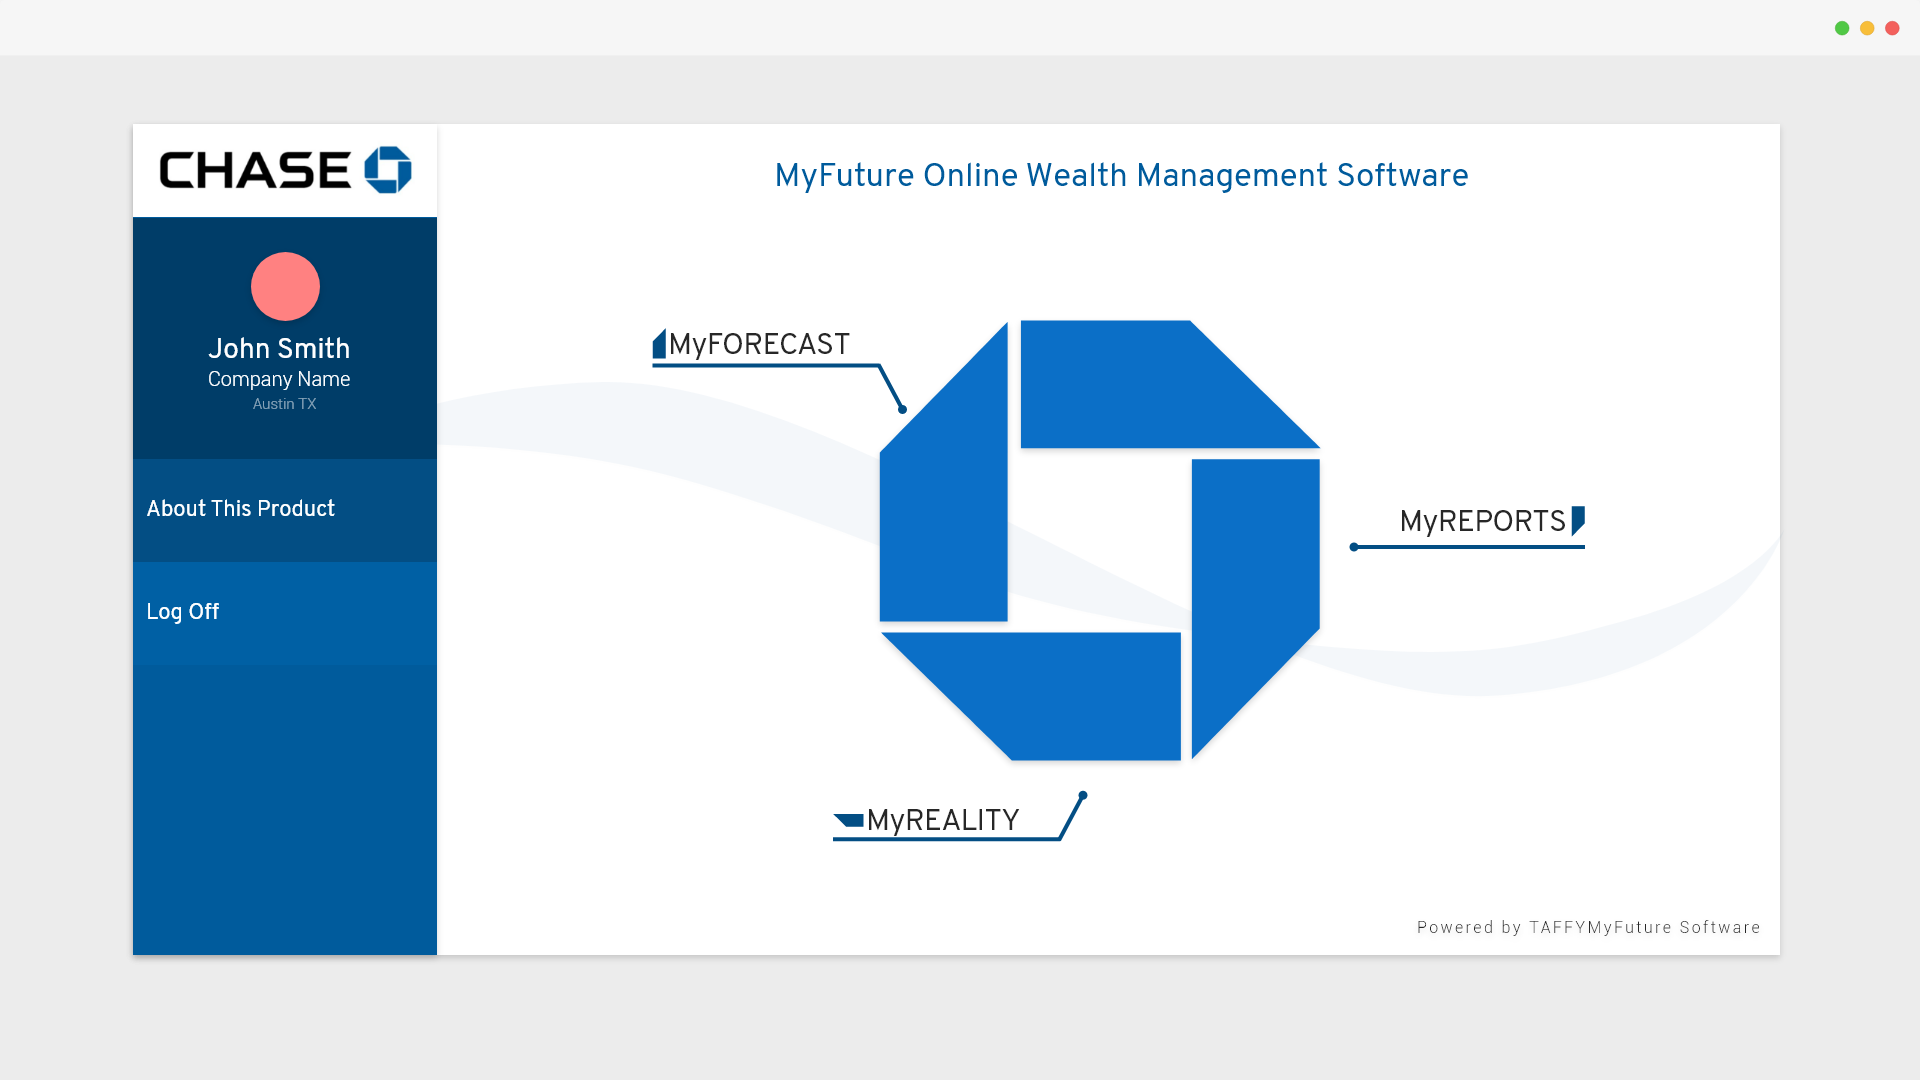 CHASE
MyFuture Online Wealth Management Software
John Smith
Company Name
Austin TX
About This Product
Log Off
MyFORECAST
MyREPORTS
MyREALITY
Powered by TAFFYMyFuture Software